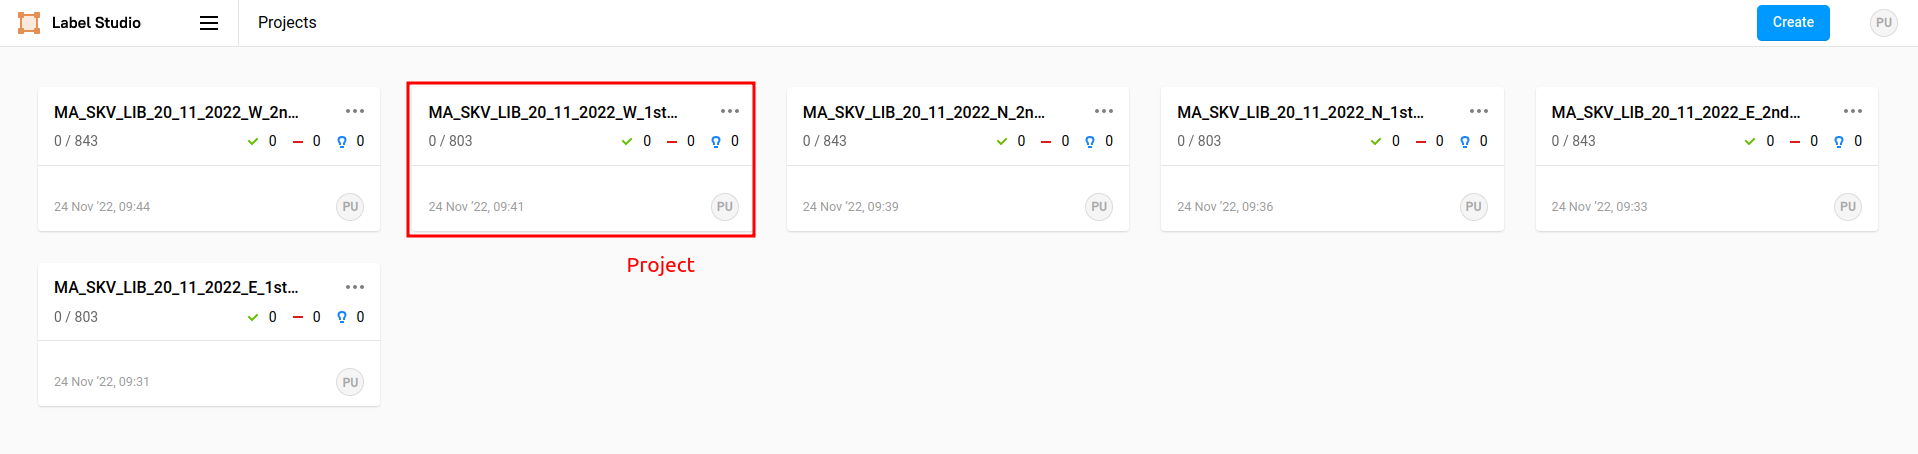 Label Studio
Projects
Create
PU
MA_SKV_LIB_20_11_2022_W_2n...
0 / 843
0
0
0
24 Nov '22, 09:44
PU
MA_SKV_LIB_20_11_2022_W_1st...
0 / 803
0
0
0
24 Nov '22, 09:41
PU
Project
MA_SKV_LIB_20_11_2022_N_2n...
0 / 843
0
0
0
24 Nov '22, 09:39
PU
MA_SKV_LIB_20_11_2022_N_1st...
0 / 803
0
0
0
24 Nov '22, 09:36
PU
MA_SKV_LIB_20_11_2022_E_2nd...
0 / 843
0
0
0
24 Nov '22, 09:33
PU
MA_SKV_LIB_20_11_2022_E_1st...
0 / 803
0
0
0
24 Nov '22, 09:31
PU